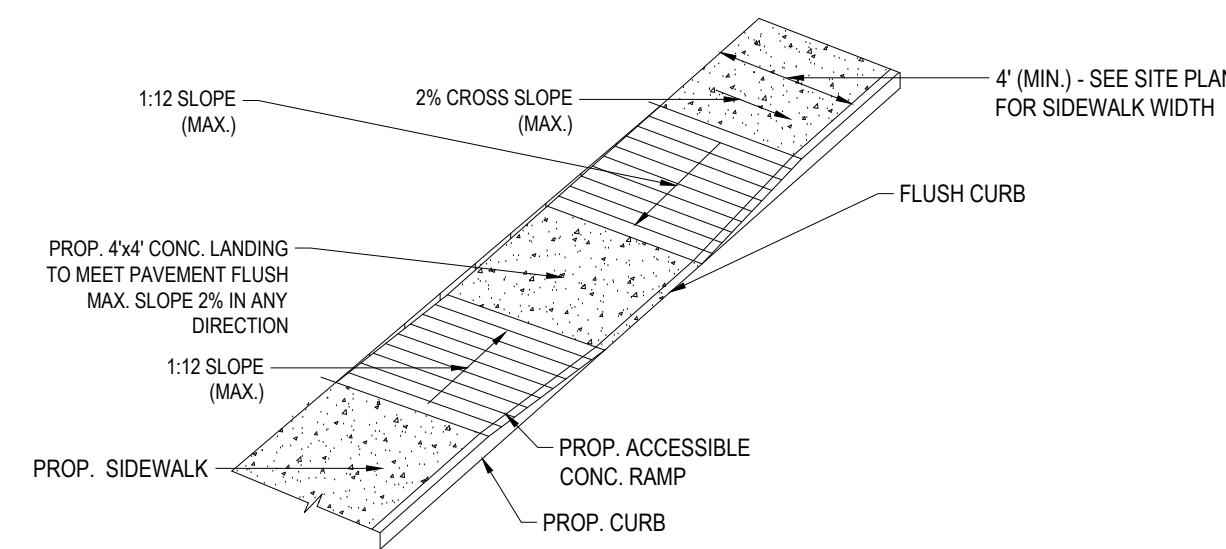 1:12 SLOPE
(MAX.)
2% CROSS SLOPE
(MAX.)
4' (MIN.) - SEE SITE PLAN
FOR SIDEWALK WIDTH
FLUSH CURB
PROP. 4'x4' CONC. LANDING
TO MEET PAVEMENT FLUSH
MAX. SLOPE 2% IN ANY
DIRECTION
1:12 SLOPE
(MAX.)
PROP. SIDEWALK
PROP. ACCESSIBLE
CONC. RAMP
PROP. CURB